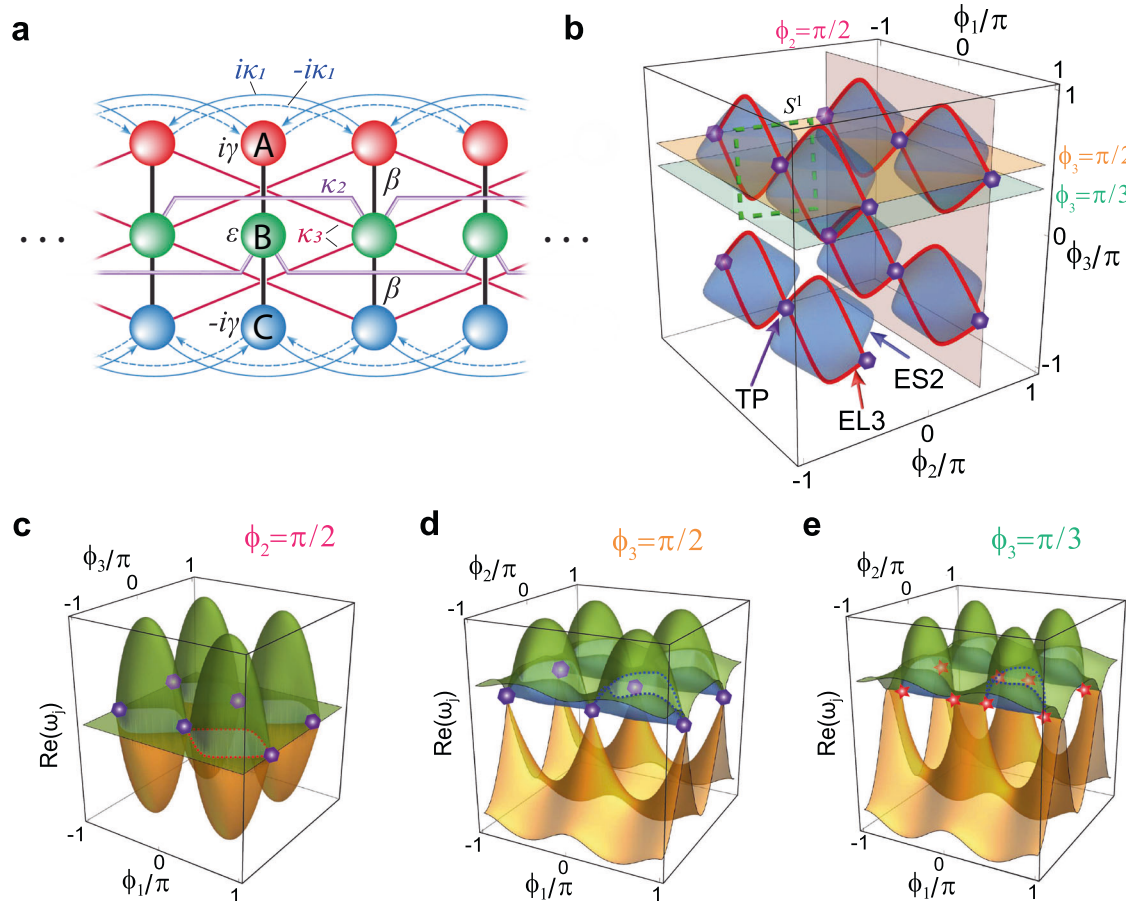 a
iκ₁
-iκ₁
iγ
A
β
κ₂
ε
B
κ₃
...
...
β
-iγ
C
b
ϕ₂=π/2
ϕ₁/π
-1
0
1
1
S¹
ϕ₃=π/2
ϕ₃=π/3
0
ϕ₃/π
-1
TP
EL3
ES2
-1
0
1
ϕ₂/π
c
ϕ₂=π/2
ϕ₃/π
-1
0
1
Re(ωⱼ)
-1
0
1
ϕ₁/π
d
ϕ₃=π/2
ϕ₂/π
-1
0
1
Re(ωⱼ)
-1
0
1
ϕ₁/π
e
ϕ₃=π/3
ϕ₂/π
-1
0
1
Re(ωⱼ)
-1
0
1
ϕ₁/π